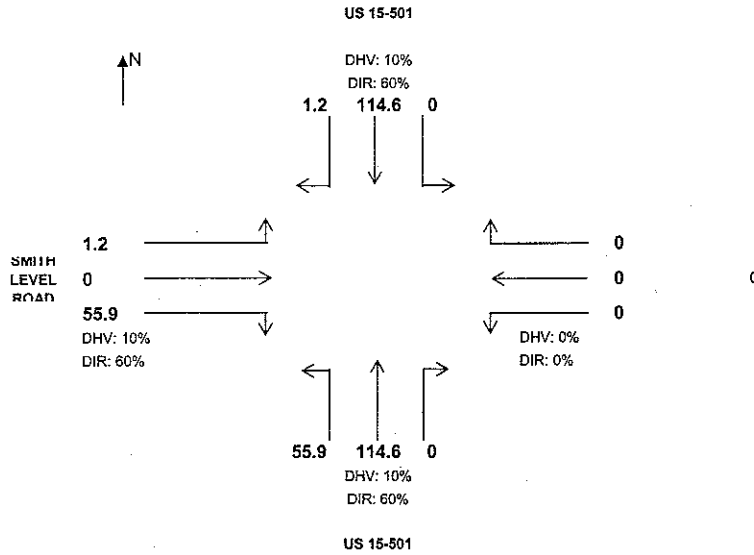 US 15-501
N
DHV: 10%
DIR: 60%
1.2 114.6 0
1.2
SMITH
LEVEL
ROAD
0
55.9
DHV: 10%
DIR: 60%
0
0
0
0
DHV: 0%
DIR: 0%
55.9 114.6 0
DHV: 10%
DIR: 60%
US 15-501